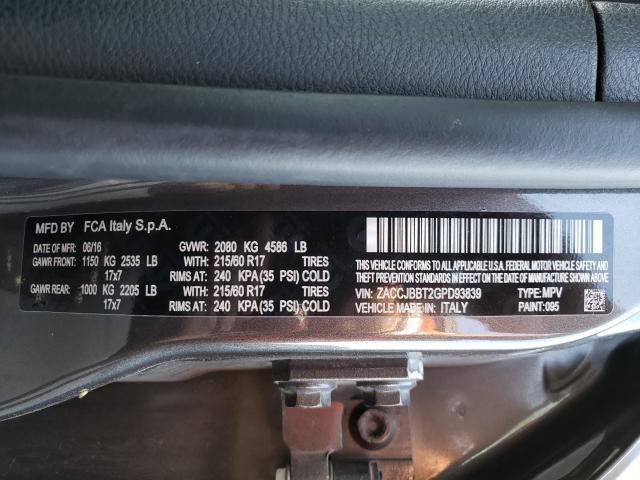 MFD BY FCA Italy S.p.A.
DATE OF MFR: 06/16 GVWR: 2080 KG 4586 LB
GAWR FRONT: 1150 KG 2535 LB WITH: 215/60 R17 TIRES
17x7 RIMS AT: 240 KPA(35 PSI) COLD
GAWR REAR: 1000 KG 2205 LB WITH: 215/60 R17 TIRES
17x7 RIMS AT: 240 KPA(35 PSI) COLD
THIS VEHICLE CONFORMS TO ALL APPLICABLE U.S.A. FEDERAL MOTOR VEHICLE
SAFETY, BUMPER, AND THEFT PREVENTION STANDARDS IN EFFECT ON THE DATE OF
MANUFACTURE SHOWN ABOVE.
VIN: ZACCJBBT2GPD93839 TYPE: MPV
VEHICLE MADE IN: ITALY PAINT: 095